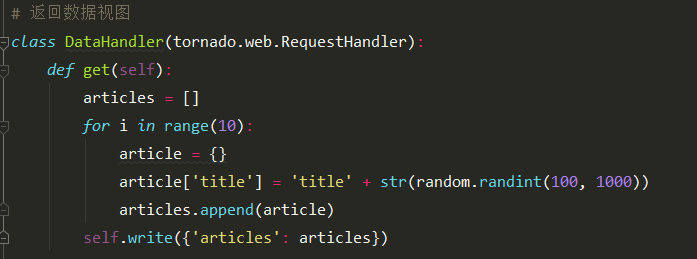 # 返回数据视图
class DataHandler(tornado.web.RequestHandler):
    def get(self):
        articles = []
        for i in range(10):
            article = {}
            article['title'] = 'title' + str(random.randint(100, 1000))
            articles.append(article)
        self.write({'arnicles': articles})